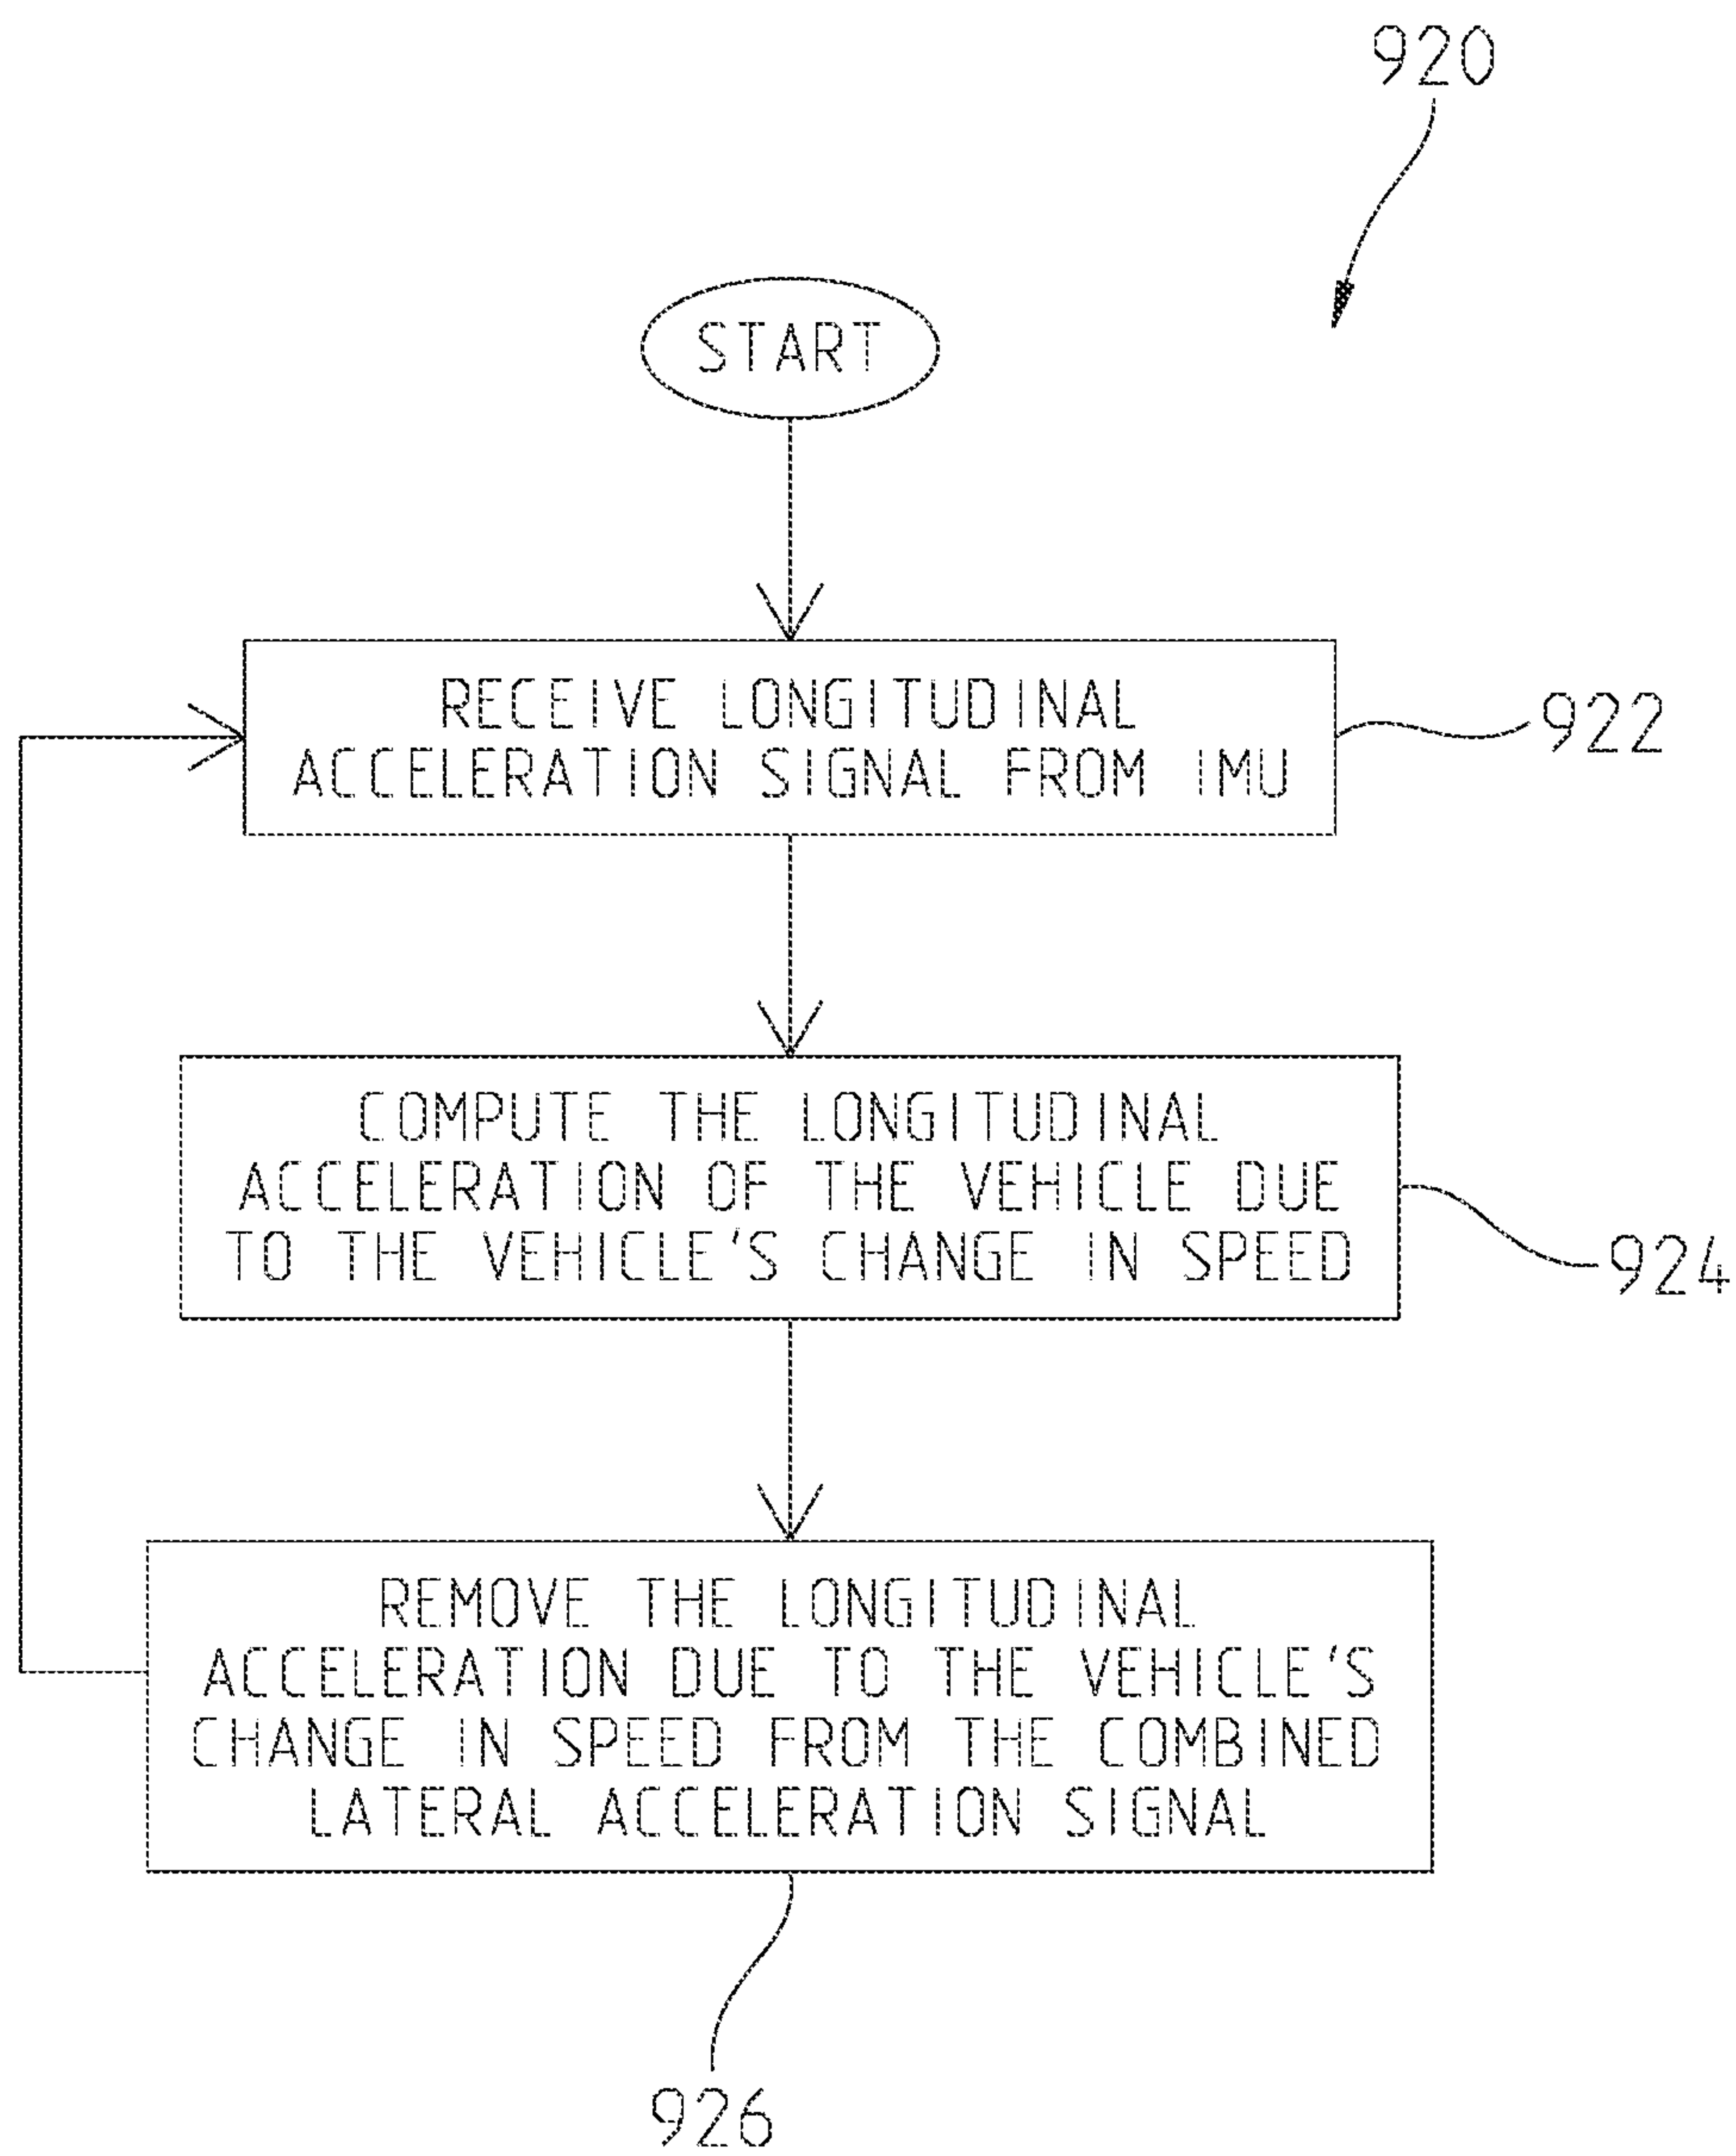 920
START
RECEIVE LONGITUDINAL
ACCELERATION SIGNAL FROM IMU
922
COMPUTE THE LONGITUDINAL
ACCELERATION OF THE VEHICLE DUE
TO THE VEHICLE'S CHANGE IN SPEED
924
REMOVE THE LONGITUDINAL
ACCELERATION DUE TO THE VEHICLE'S
CHANGE IN SPEED FROM THE COMBINED
LATERAL ACCELERATION SIGNAL
926